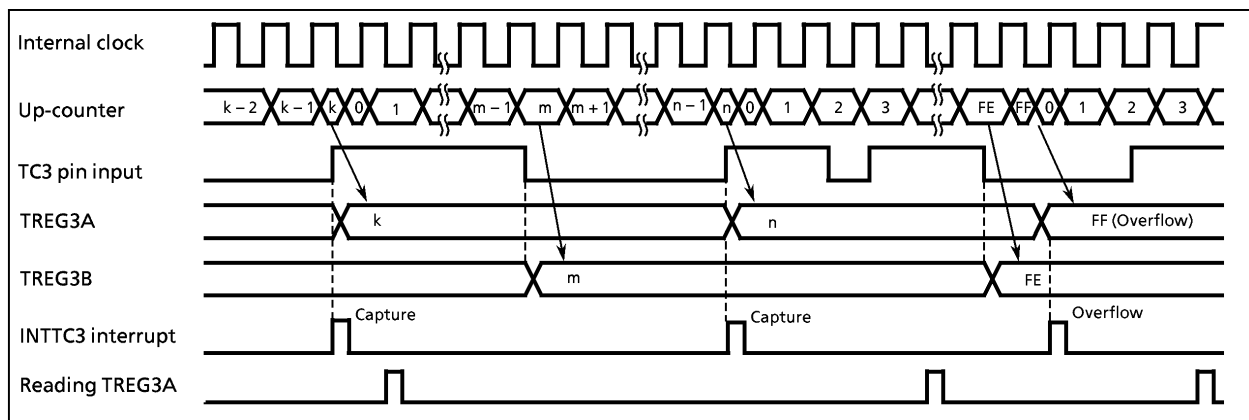 Internal clock
Up-counter k – 2 k – 1 k 0 1 m – 1 m m + 1 n – 1 n 0 1 2 3 FE FF 0 1 2 3
TC3 pin input
TREG3A k n FF (Overflow)
TREG3B m FE
Capture Capture Overflow
INTTC3 interrupt
Reading TREG3A